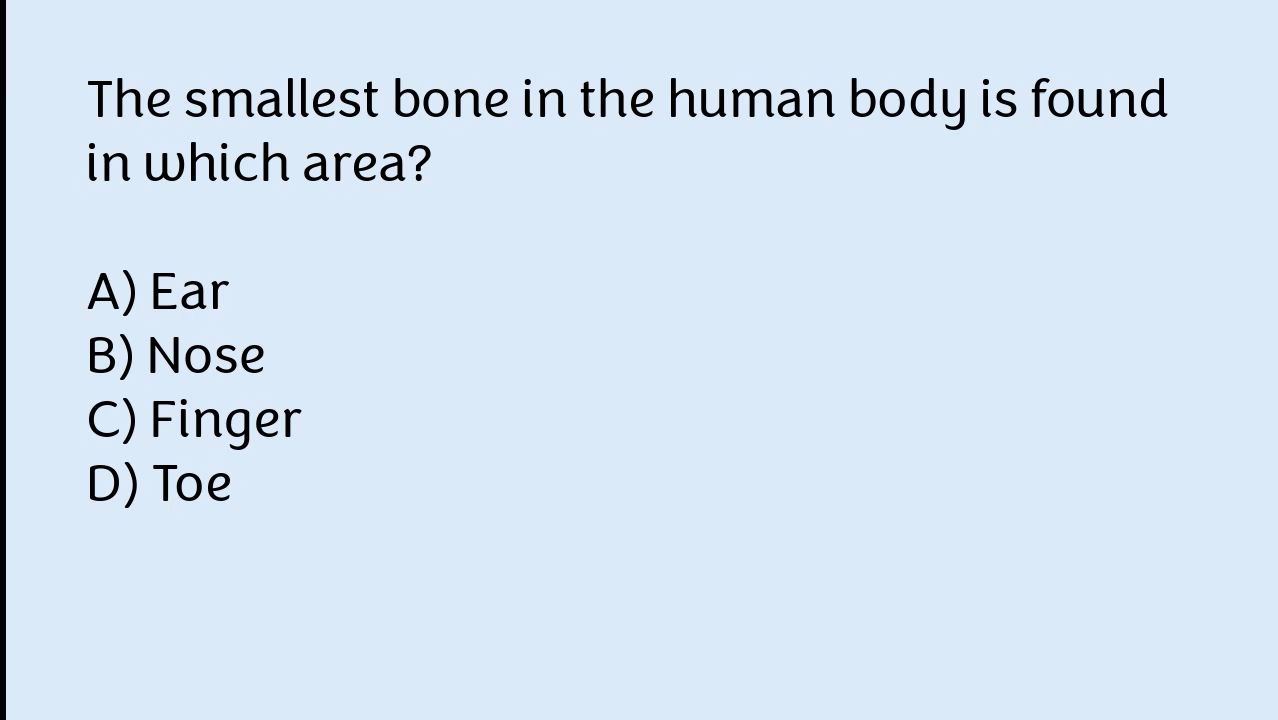 The smallest bone in the human body is found
in which area?
A) Ear
B) Nose
C) Finger
D) Toe